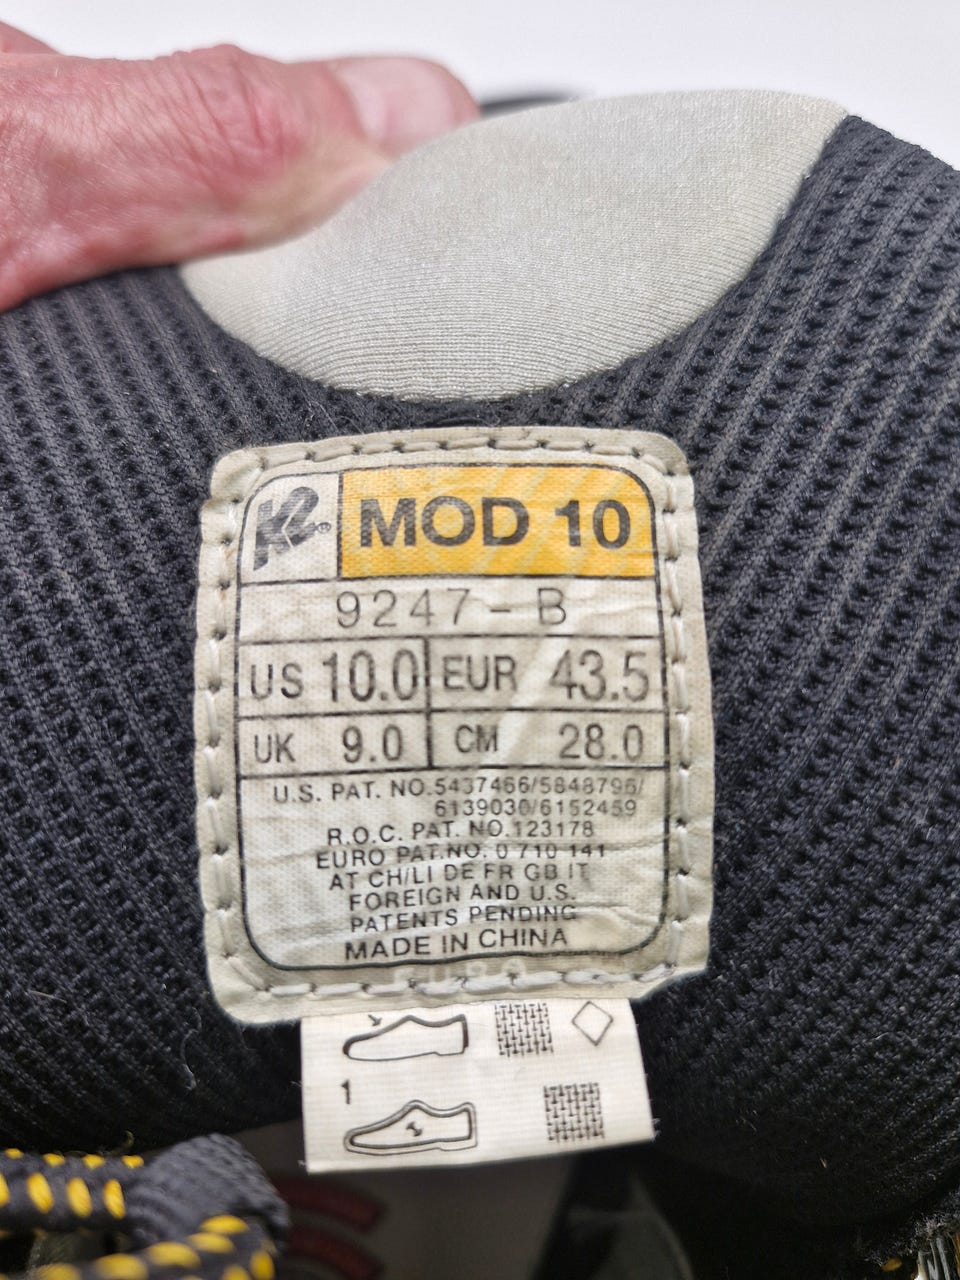 K2® MOD 10
9247-B
US 10.0 EUR 43.5
UK 9.0 CM 28.0
U.S. PAT. NO.5437466/5848796/
6139030/6152459
R.O.C. PAT. NO.123178
EURO PAT.NO. 0 710 141
AT CH/LI DE FR GB IT
FOREIGN AND U.S.
PATENTS PENDING
MADE IN CHINA
1